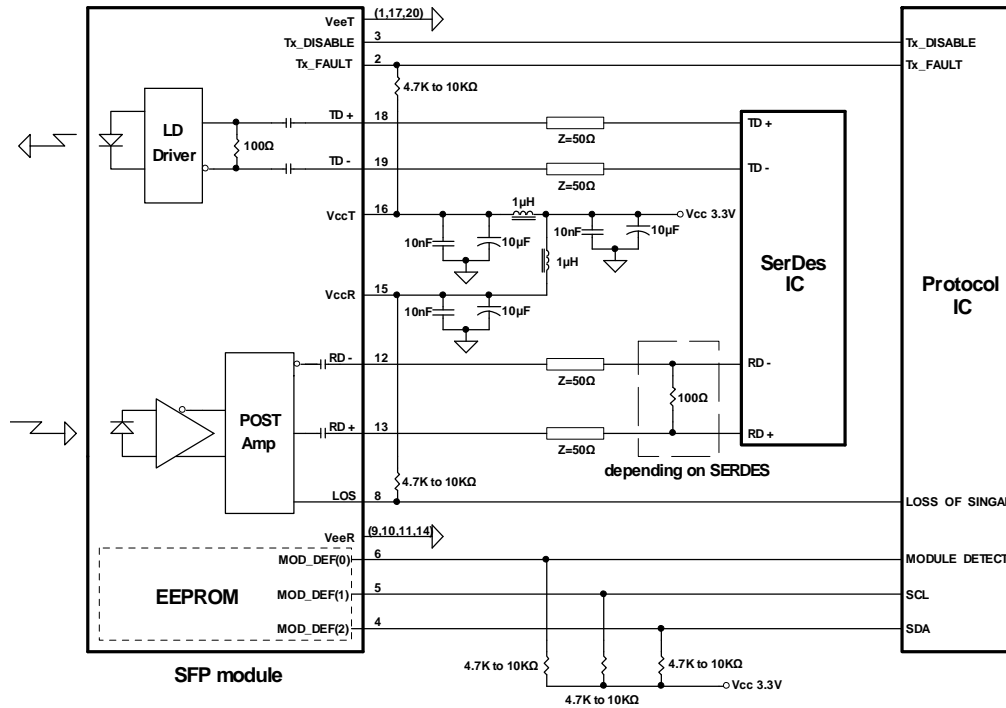 VeeT (1,17,20)
Tx_DISABLE 3 Tx_DISABLE
Tx_FAULT 2 Tx_FAULT
4.7K to 10KΩ
LD
Driver
100Ω
TD+ 18 Z=50Ω TD+
TD- 19 Z=50Ω TD-
VccT 16 1µH Vcc 3.3V
10nF 10µF 10nF 10µF
1µH
SerDes
IC
Protocol
IC
VccR 15
10nF 10µF
RD- 12 Z=50Ω RD-
POST
Amp
100Ω
RD+ 13 Z=50Ω RD+
depending on SERDES
4.7K to 10KΩ
LOS 8 LOSS OF SINGAL
VeeR (9,10,11,14)
MOD_DEF(0) 6 MODULE DETECT
EEPROM
MOD_DEF(1) 5 SCL
MOD_DEF(2) 4 SDA
SFP module
4.7K to 10KΩ 4.7K to 10KΩ
4.7K to 10KΩ
Vcc 3.3V